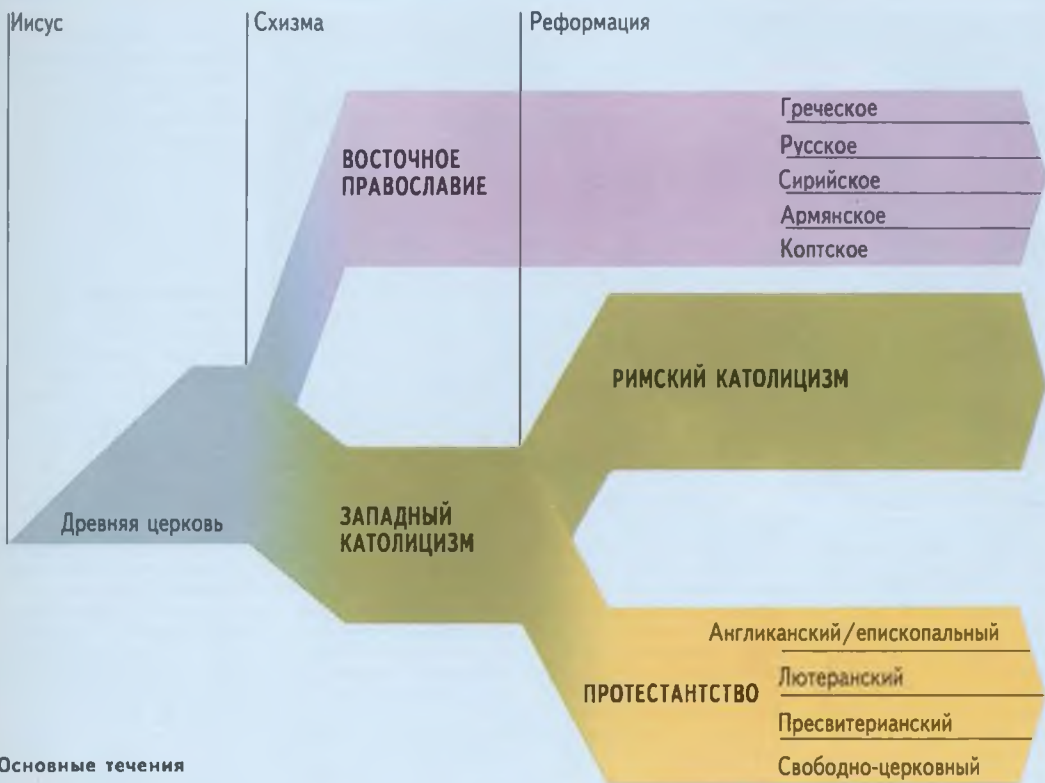 Иисус
Схизма
Реформация
Греческое
Русское
Сирийское
Армянское
Коптское
ВОСТОЧНОЕ
ПРАВОСЛАВИЕ
РИМСКИЙ КАТОЛИЦИЗМ
Древняя церковь
ЗАПАДНЫЙ
КАТОЛИЦИЗМ
Англиканский/епископальный
Лютеранский
ПРОТЕСТАНТСТВО
Пресвитерианский
Свободно-церковный
Основные течения